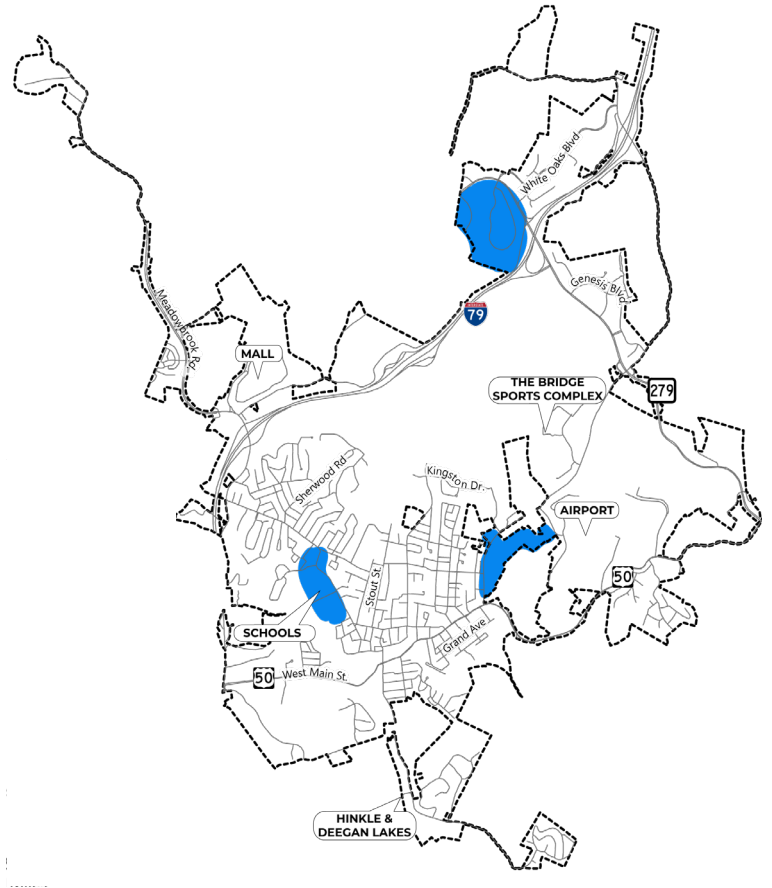 White Oaks Blvd
Genesis Blvd
79
Meadowbrook Rd
MALL
THE BRIDGE
SPORTS COMPLEX
279
Sherwood Rd
Kingston Dr.
AIRPORT
50
Stout St.
SCHOOLS
Grand Ave
50
West Main St.
HINKLE &
DEEGAN LAKES